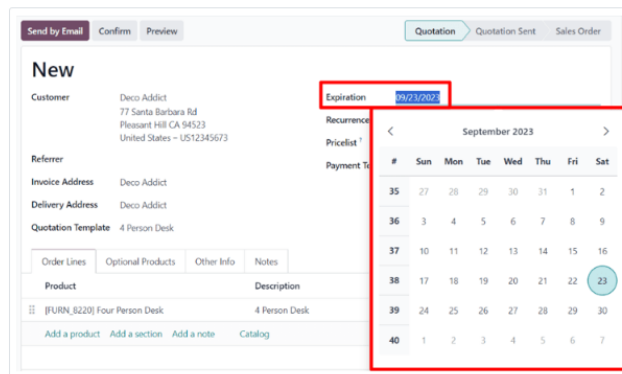 Send by Email Confirm Preview Quotation Quotation Sent Sales Order
New
Customer Deco Addict
77 Santa Barbara Rd
Pleasant Hill CA 94523
United States – US12345673
Expiration 09/23/2023
Recurrence
Pricelist ?
Payment Te
Referrer
Invoice Address Deco Addict
Delivery Address Deco Addict
Quotation Template 4 Person Desk
Order Lines Optional Products Other Info Notes
Product Description
[FURN_8220] Four Person Desk 4 Person Desk
Add a product Add a section Add a note Catalog
September 2023
# Sun Mon Tue Wed Thu Fri Sat
35 27 28 29 30 31 1 2
36 3 4 5 6 7 8 9
37 10 11 12 13 14 15 16
38 17 18 19 20 21 22 23
39 24 25 26 27 28 29 30
40 1 2 3 4 5 6 7